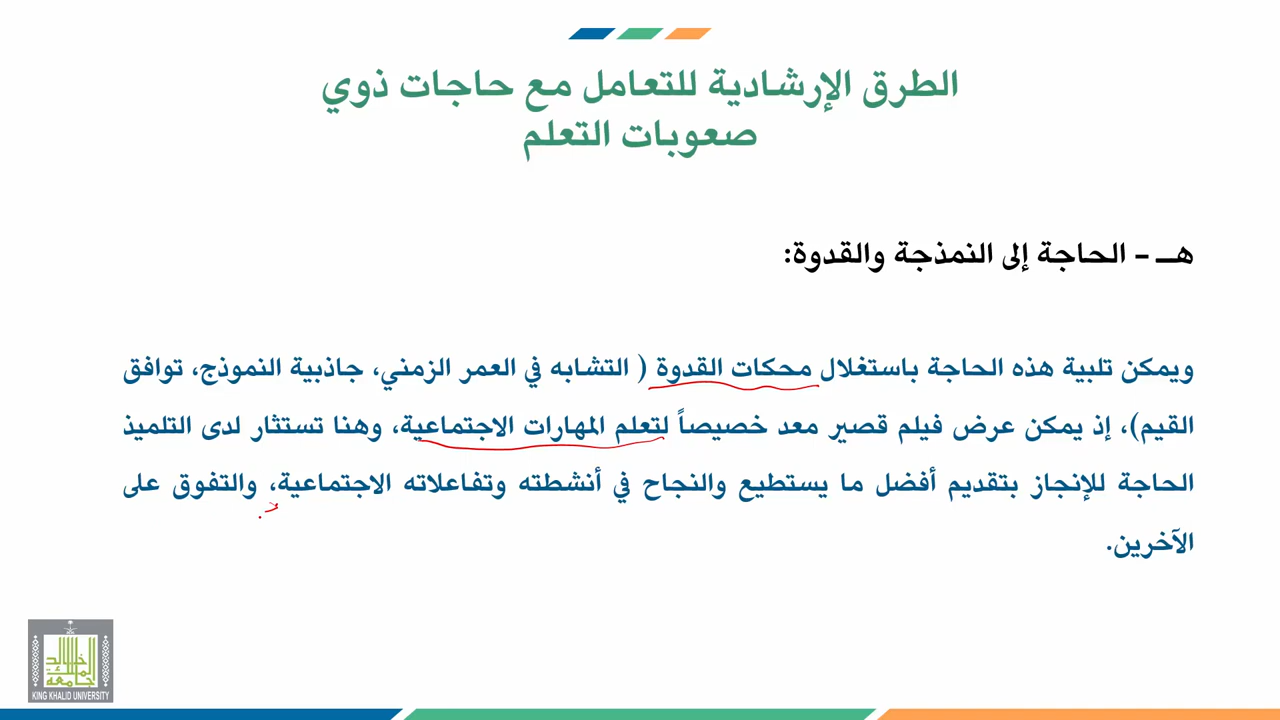 الطرق الإرشادية للتعامل مع حاجات ذوي
صعوبات التعلم
هـ - الحاجة إلى النمذجة والقدوة:
ويمكن تلبية هذه الحاجة باستغلال محكات القدوة ( التشابه في العمر الزمني، جاذبية النموذج، توافق
القيم)، إذ يمكن عرض فيلم قصير معد خصيصاً لتعلم المهارات الاجتماعية، وهنا تستثار لدى التلميذ
الحاجة للإنجاز بتقديم أفضل ما يستطيع والنجاح في أنشطته وتفاعلاته الاجتماعية، والتفوق على
الآخرين.
جامعة الملك خالد
KING KHALID UNIVERSITY